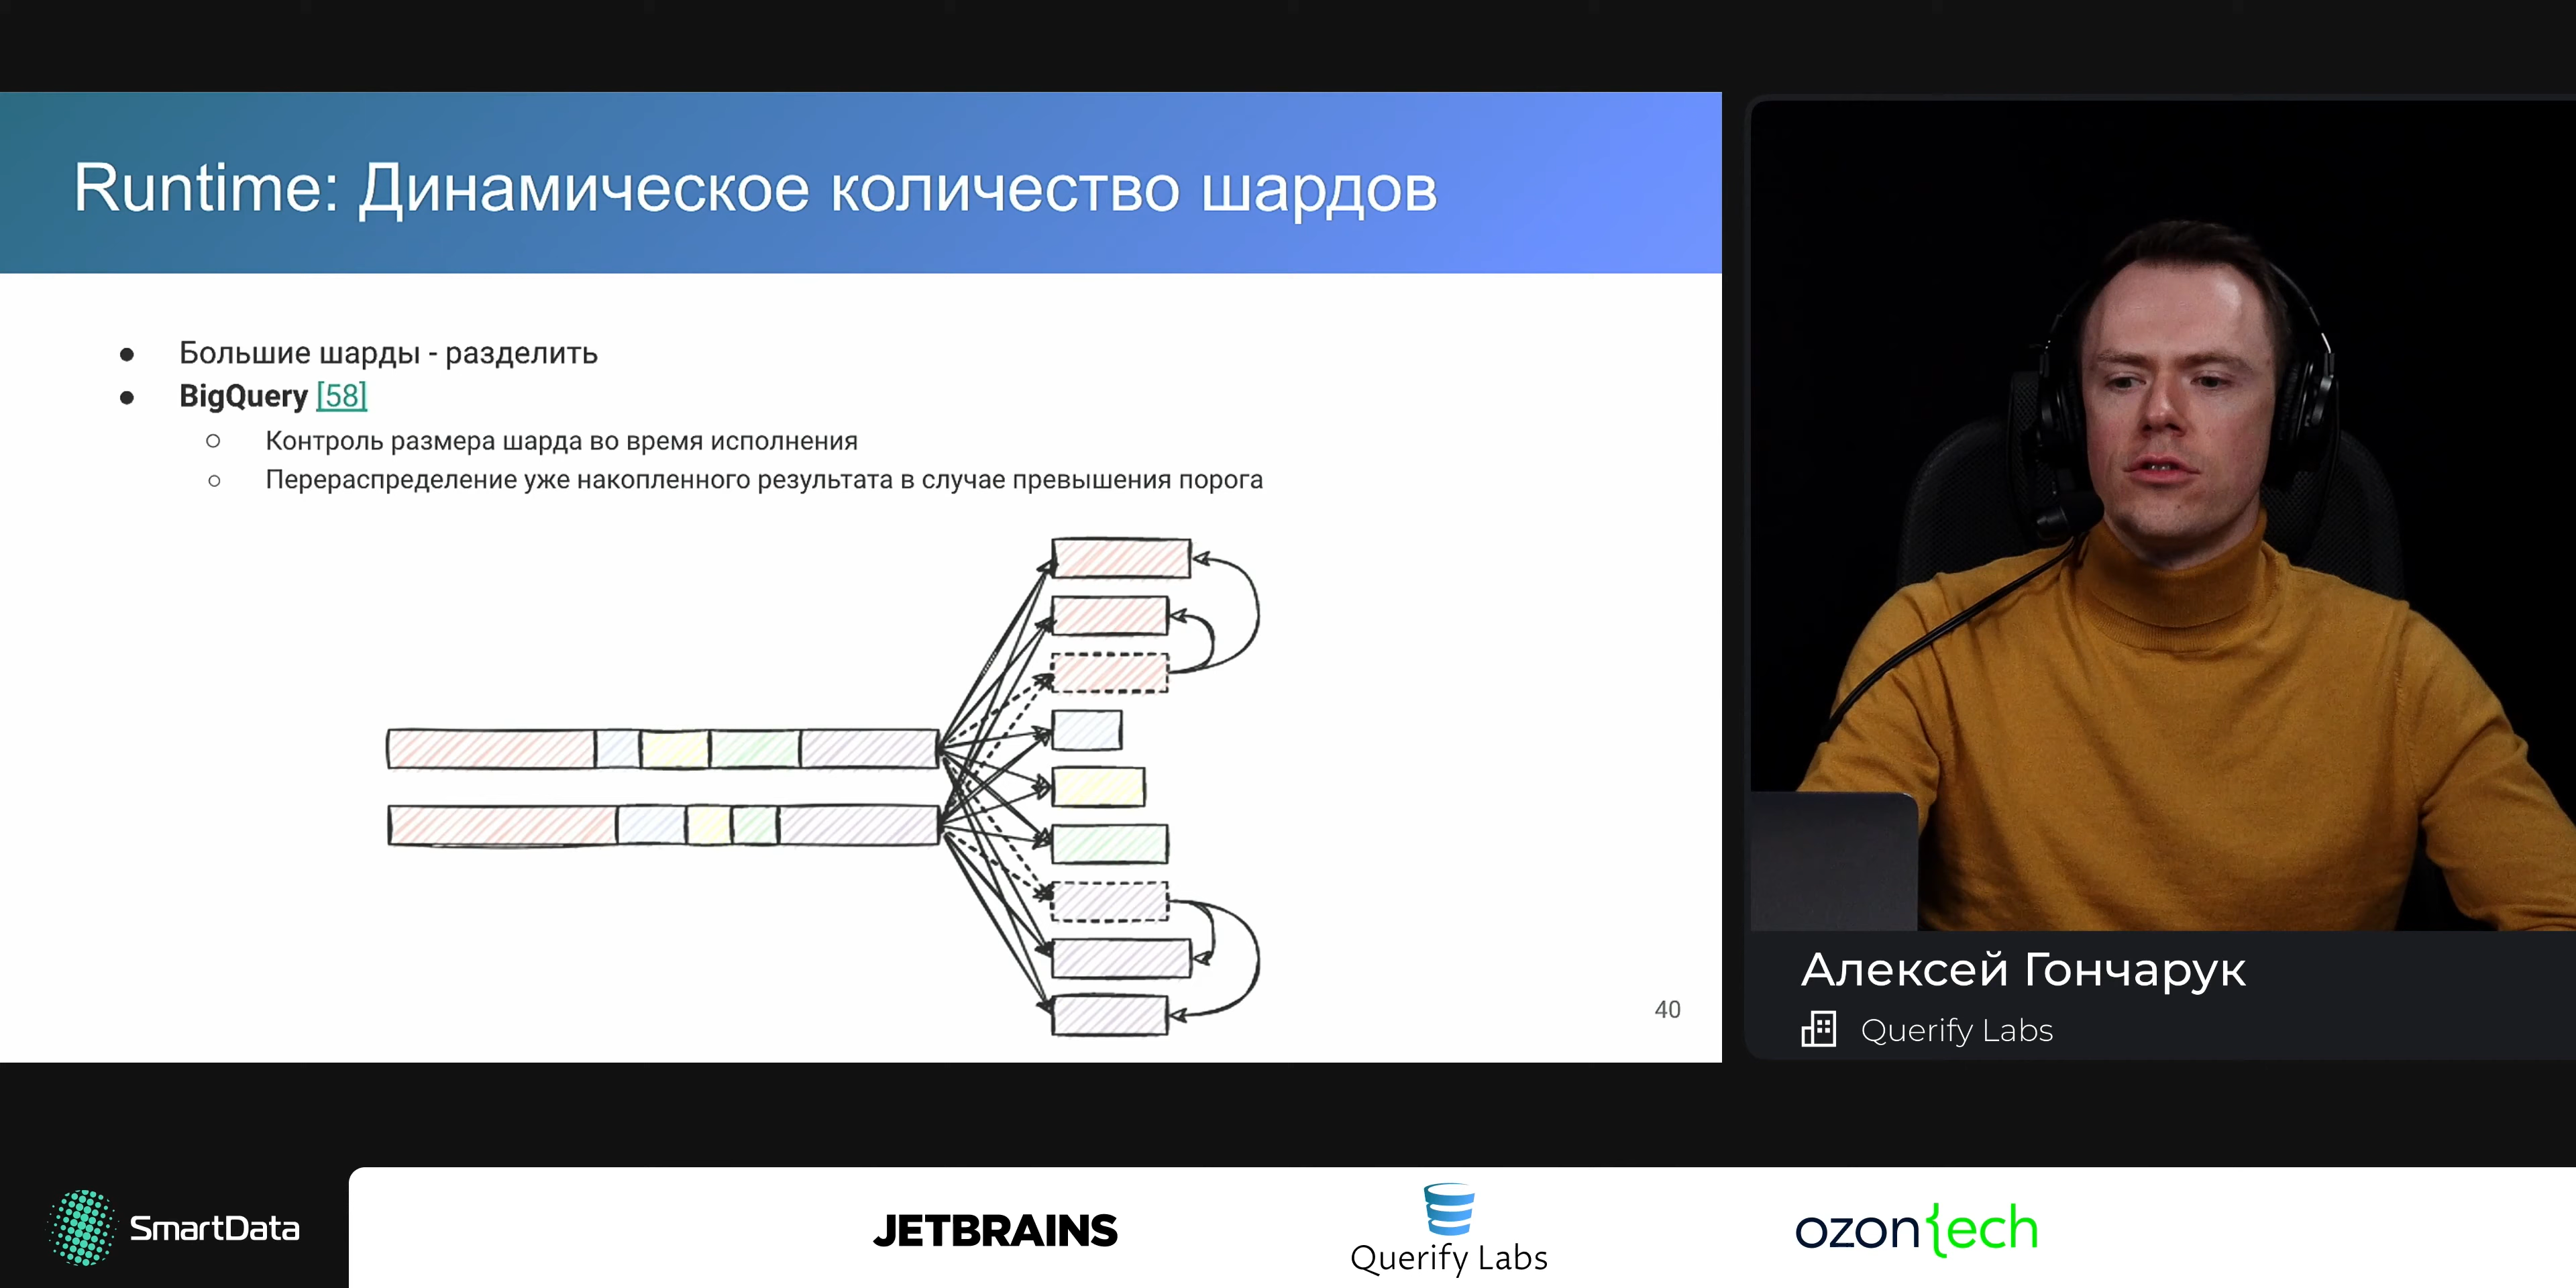 Runtime: Динамическое количество шардов
Большие шарды - разделить
BigQuery [58]
Контроль размера шарда во время исполнения
Перераспределение уже накопленного результата в случае превышения порога
40
Алексей Гончарук
Querify Labs
SmartData
JETBRAINS
Querify Labs
ozon{ech